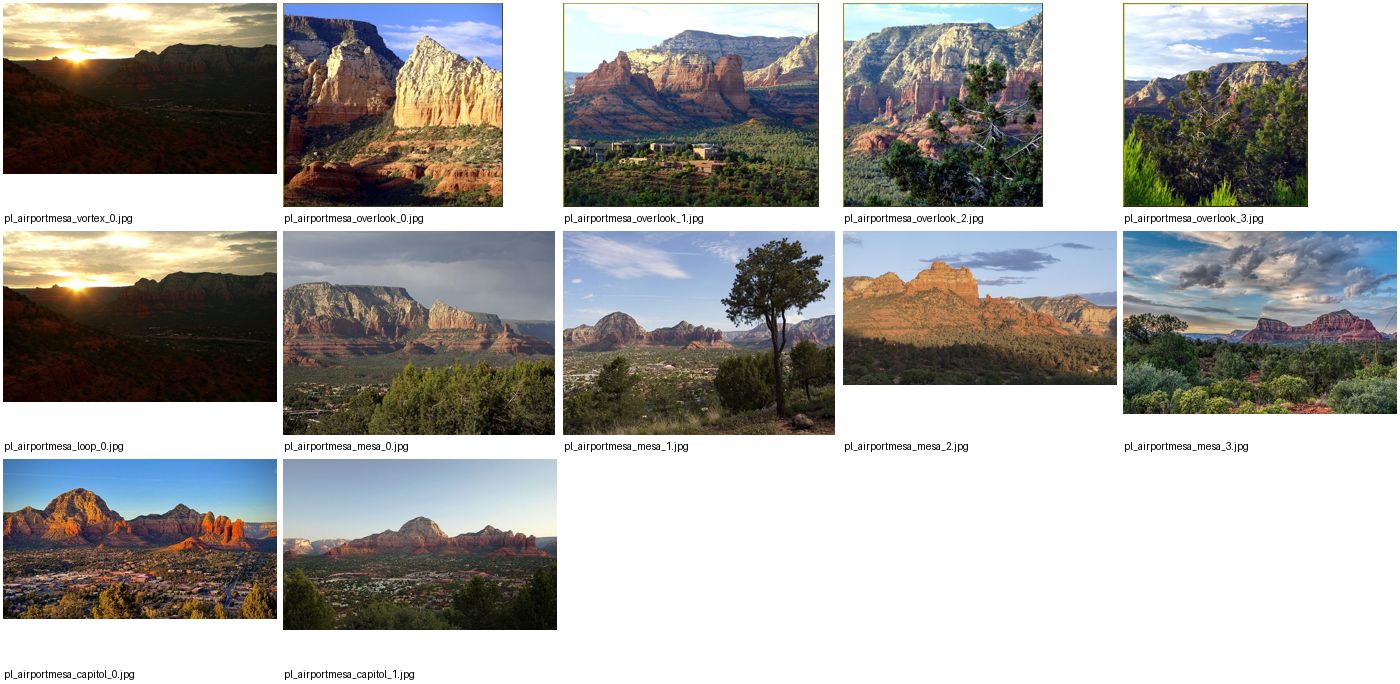 pl_airportmesa_vortex_0.jpg
pl_airportmesa_overlook_0.jpg
pl_airportmesa_overlook_1.jpg
pl_airportmesa_overlook_2.jpg
pl_airportmesa_overlook_3.jpg
pl_airportmesa_loop_0.jpg
pl_airportmesa_mesa_0.jpg
pl_airportmesa_mesa_1.jpg
pl_airportmesa_mesa_2.jpg
pl_airportmesa_mesa_3.jpg
pl_airportmesa_capitol_0.jpg
pl_airportmesa_capitol_1.jpg